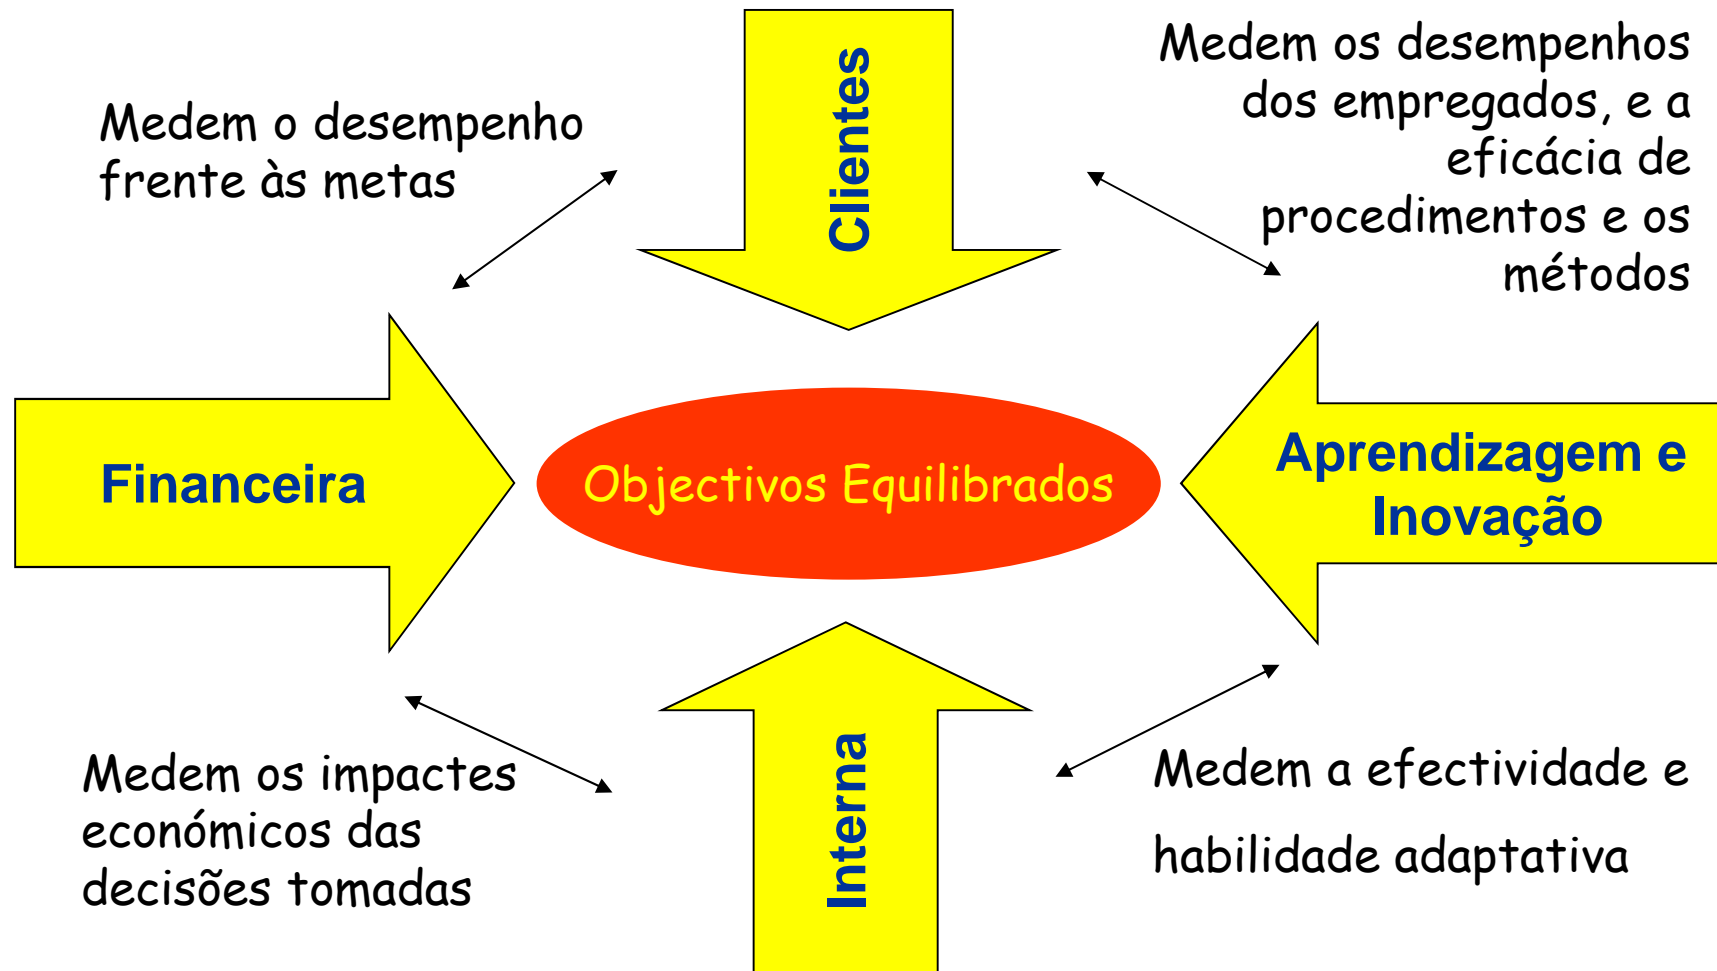 Medem o desempenho
frente às metas
Clientes
Medem os desempenhos
dos empregados, e a
eficácia de
procedimentos e os
métodos
Financeira
Objectivos Equilibrados
Aprendizagem e
Inovação
Medem os impactes
económicos das
decisões tomadas
Interna
Medem a efectividade e
habilidade adaptativa